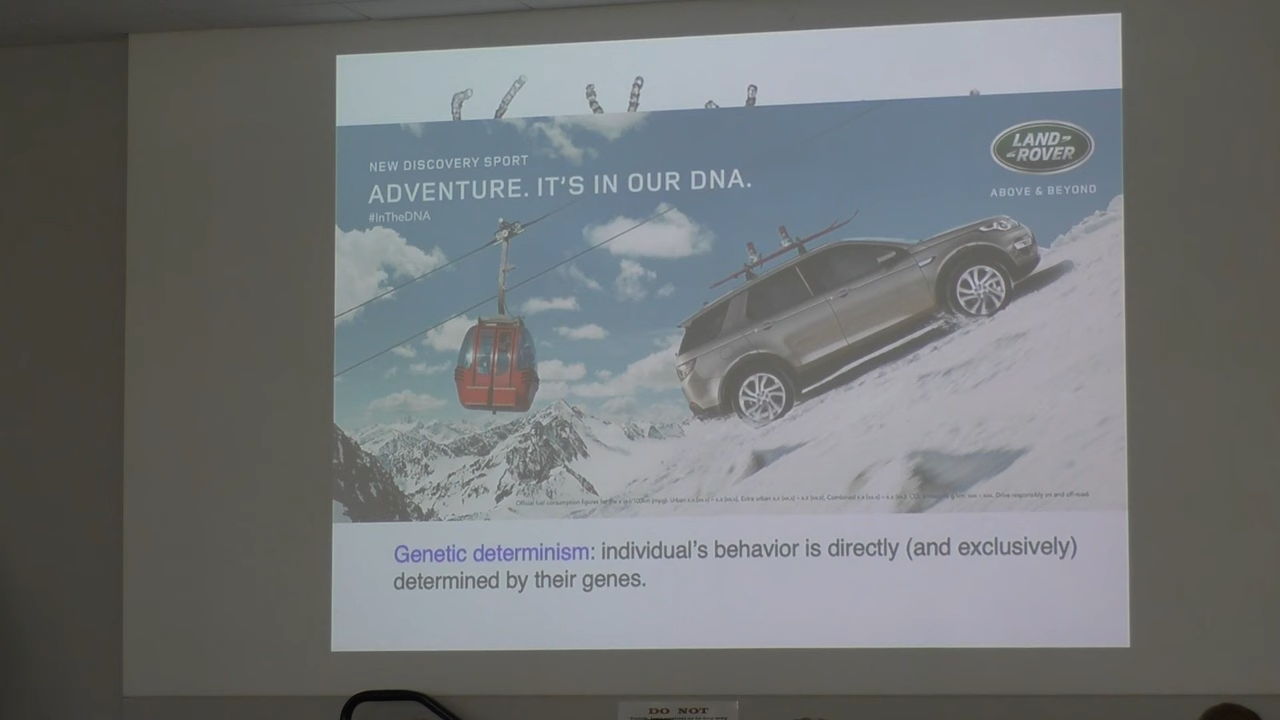 NEW DISCOVERY SPORT
ADVENTURE. IT'S IN OUR DNA.
#InTheDNA
LAND
ROVER
ABOVE & BEYOND
Genetic determinism: individual's behavior is directly (and exclusively)
determined by their genes.
DO NOT